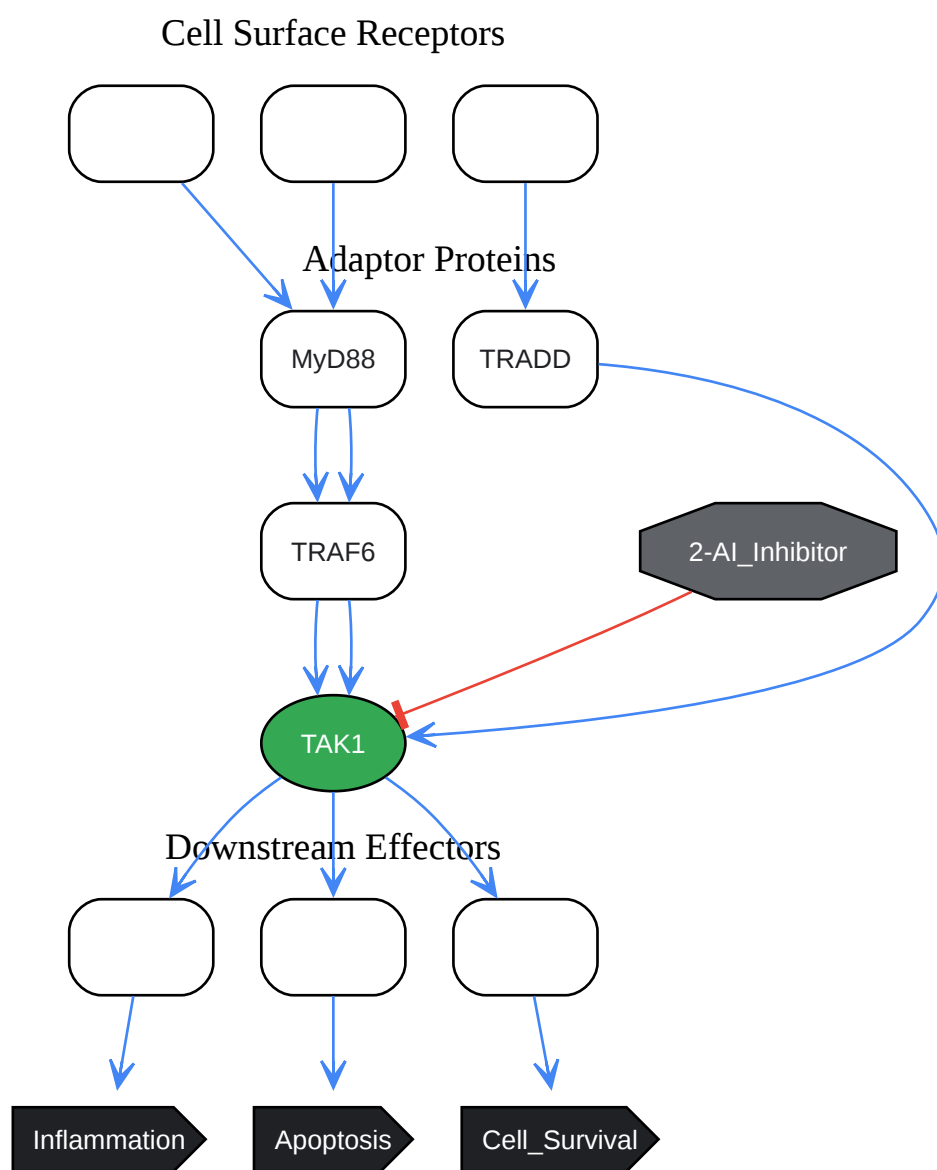 Cell Surface Receptors
Adaptor Proteins
MyD88
TRADD
TRAF6
2-AI_Inhibitor
TAK1
Downstream Effectors
Inflammation
Apoptosis
Cell_Survival